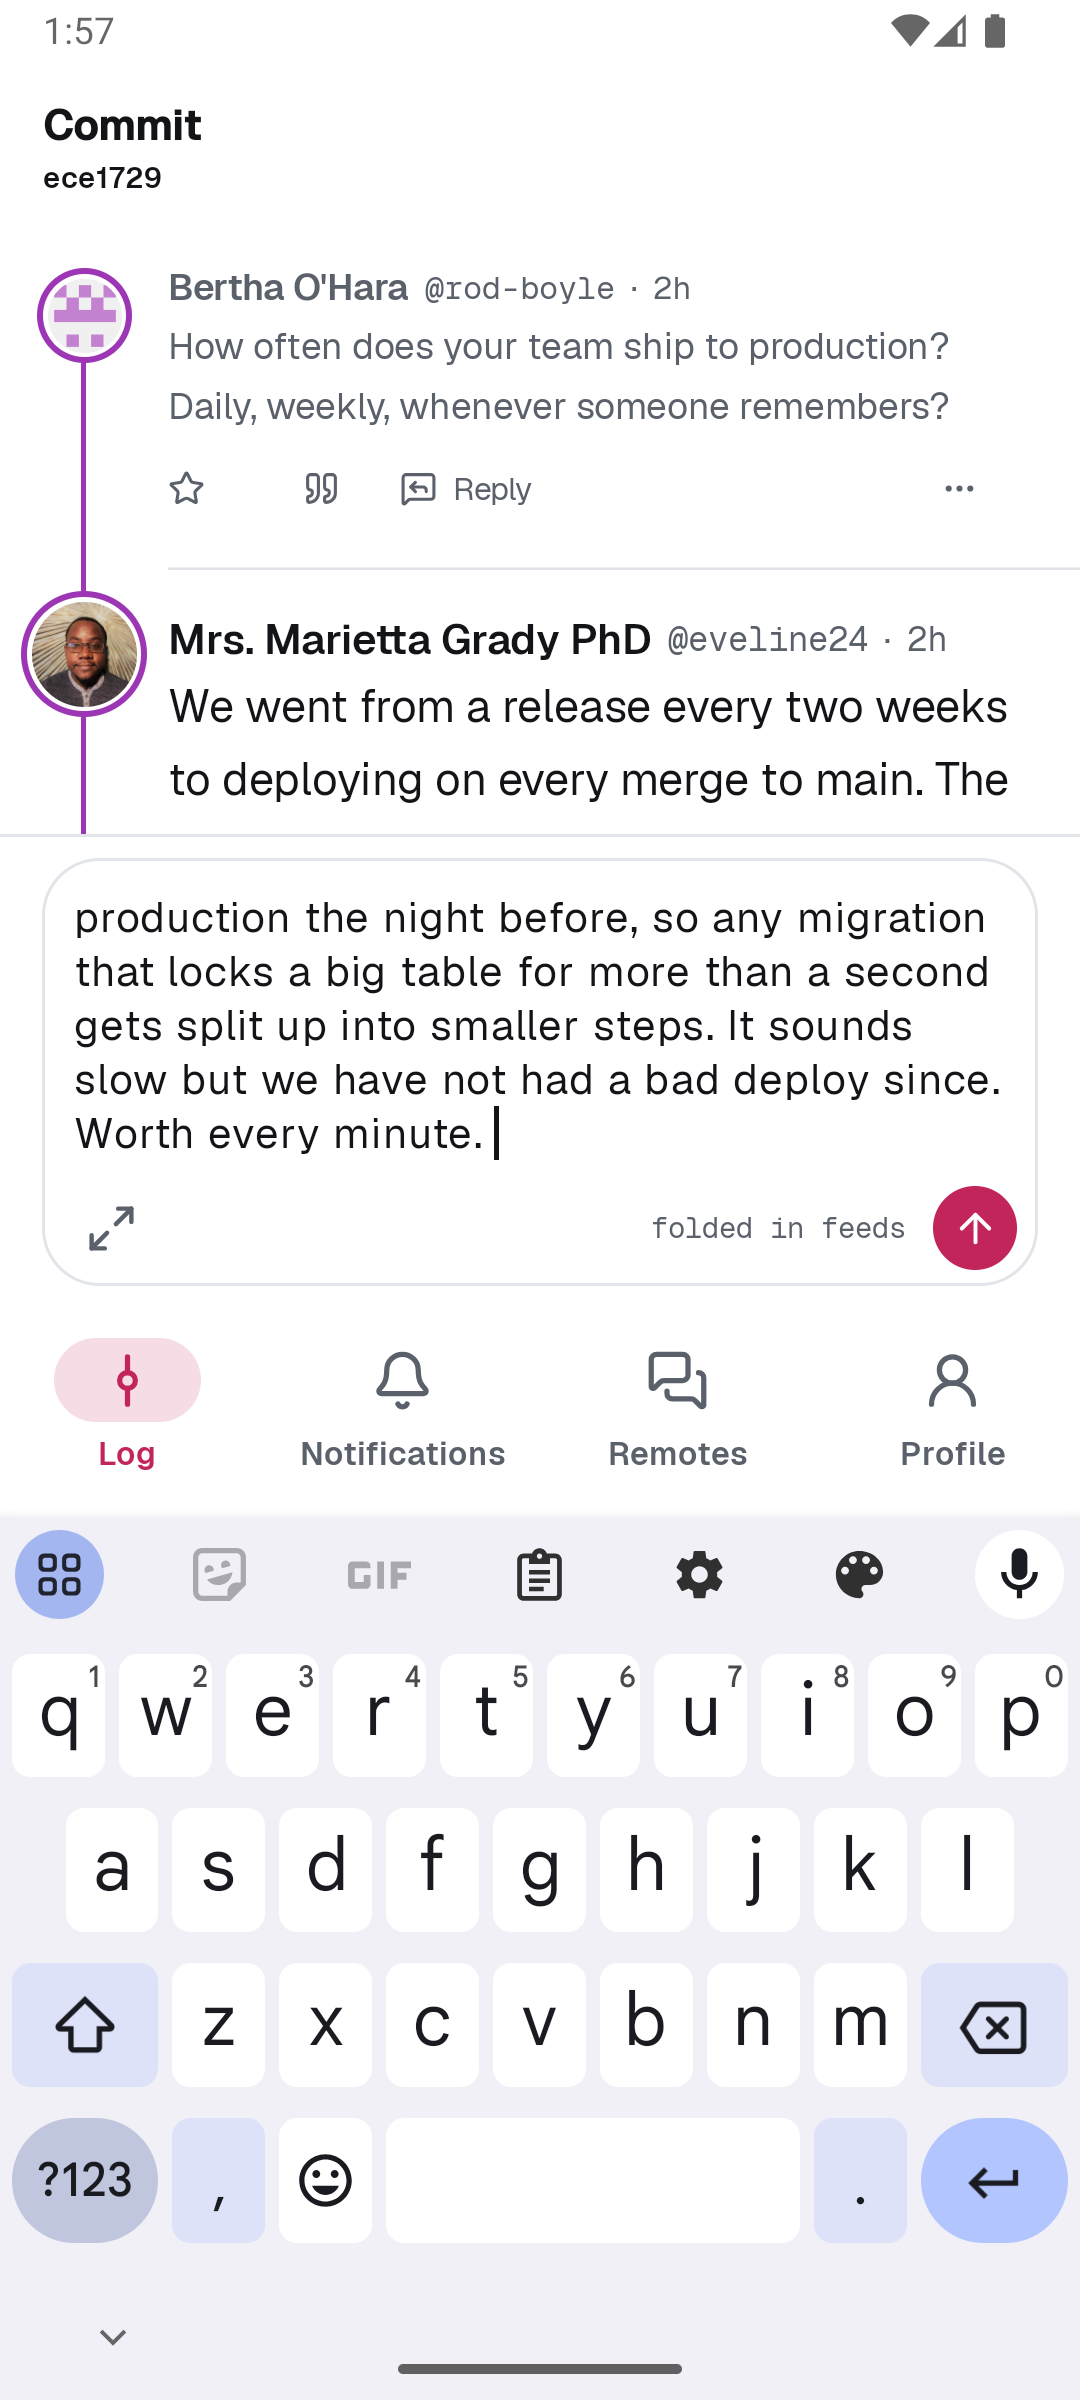 1:57
Commit
ece1729
Bertha O'Hara @rod-boyle · 2h
How often does your team ship to production?
Daily, weekly, whenever someone remembers?
Reply
Mrs. Marietta Grady PhD @eveline24 · 2h
We went from a release every two weeks
to deploying on every merge to main. The
production the night before, so any migration
that locks a big table for more than a second
gets split up into smaller steps. It sounds
slow but we have not had a bad deploy since.
Worth every minute.
folded in feeds
Log Notifications Remotes Profile
GIF
q1 w2 e3 r4 t5 y6 u7 i8 o9 p0
a s d f g h j k l
z x c v b n m
?123 , .